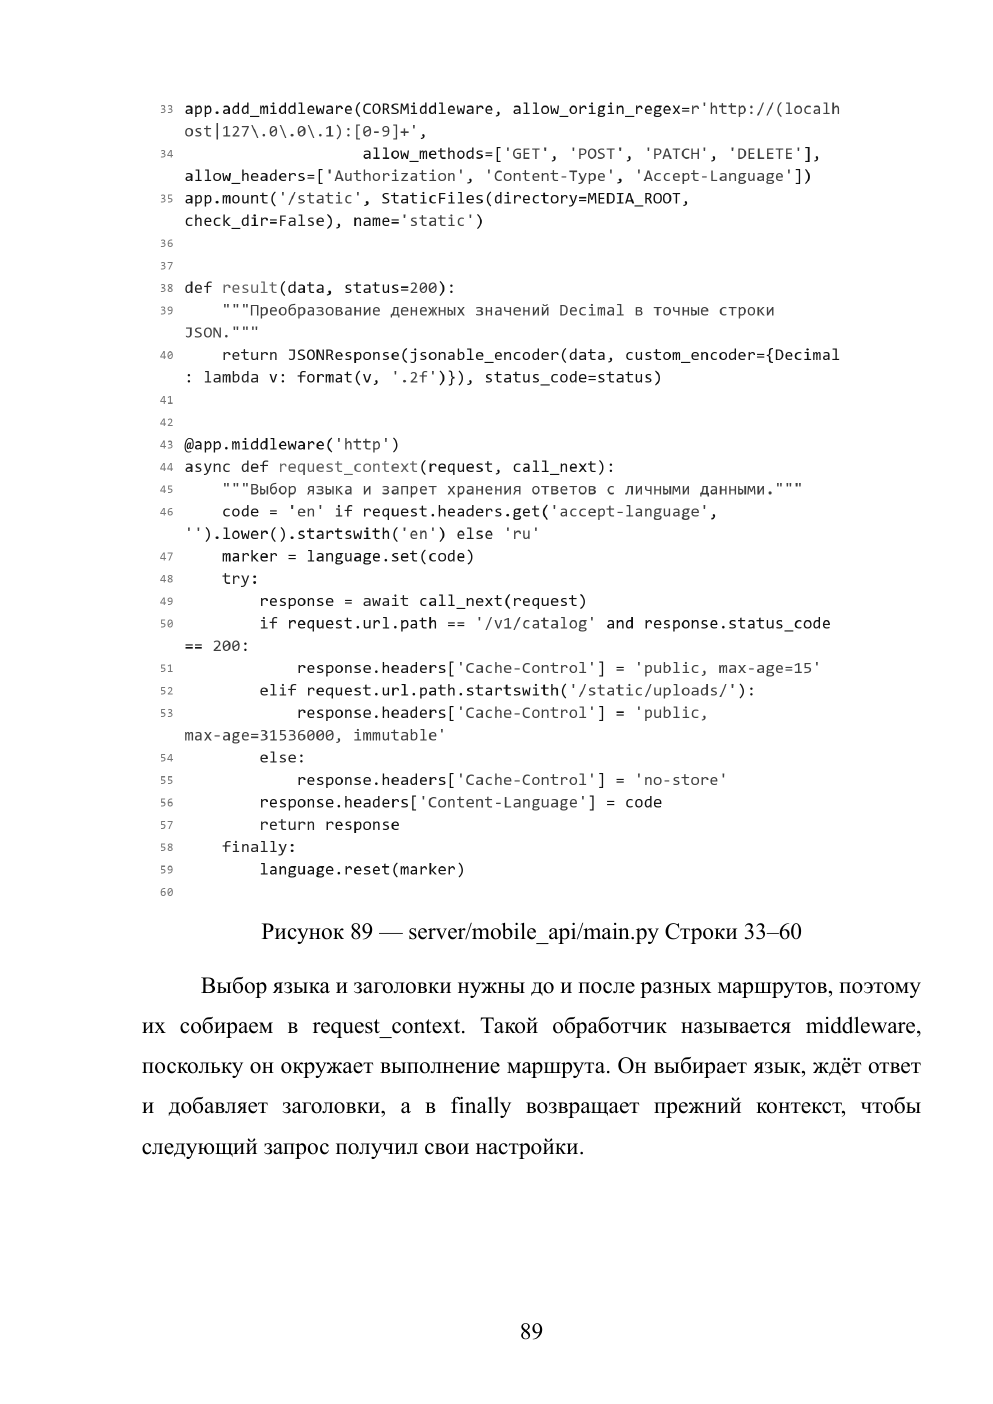 33 app.add_middleware(CORSMiddleware, allow_origin_regex=r'http://(localh
ost|127\.0\.0\.1):[0-9]+',
34                    allow_methods=['GET', 'POST', 'PATCH', 'DELETE'],
allow_headers=['Authorization', 'Content-Type', 'Accept-Language'])
35 app.mount('/static', StaticFiles(directory=MEDIA_ROOT,
check_dir=False), name='static')
36
37
38 def result(data, status=200):
39     """Преобразование денежных значений Decimal в точные строки
JSON."""
40     return JSONResponse(jsonable_encoder(data, custom_encoder={Decimal
: lambda v: format(v, '.2f')}), status_code=status)
41
42
43 @app.middleware('http')
44 async def request_context(request, call_next):
45     """Выбор языка и запрет хранения ответов с личными данными."""
46     code = 'en' if request.headers.get('accept-language',
'').lower().startswith('en') else 'ru'
47     marker = language.set(code)
48     try:
49         response = await call_next(request)
50         if request.url.path == '/v1/catalog' and response.status_code
== 200:
51             response.headers['Cache-Control'] = 'public, max-age=15'
52         elif request.url.path.startswith('/static/uploads/'):
53             response.headers['Cache-Control'] = 'public,
max-age=31536000, immutable'
54         else:
55             response.headers['Cache-Control'] = 'no-store'
56         response.headers['Content-Language'] = code
57         return response
58     finally:
59         language.reset(marker)
60
Рисунок 89 — server/mobile_api/main.py Строки 33–60
Выбор языка и заголовки нужны до и после разных маршрутов, поэтому
их собираем в request_context. Такой обработчик называется middleware,
поскольку он окружает выполнение маршрута. Он выбирает язык, ждёт ответ
и добавляет заголовки, а в finally возвращает прежний контекст, чтобы
следующий запрос получил свои настройки.
89